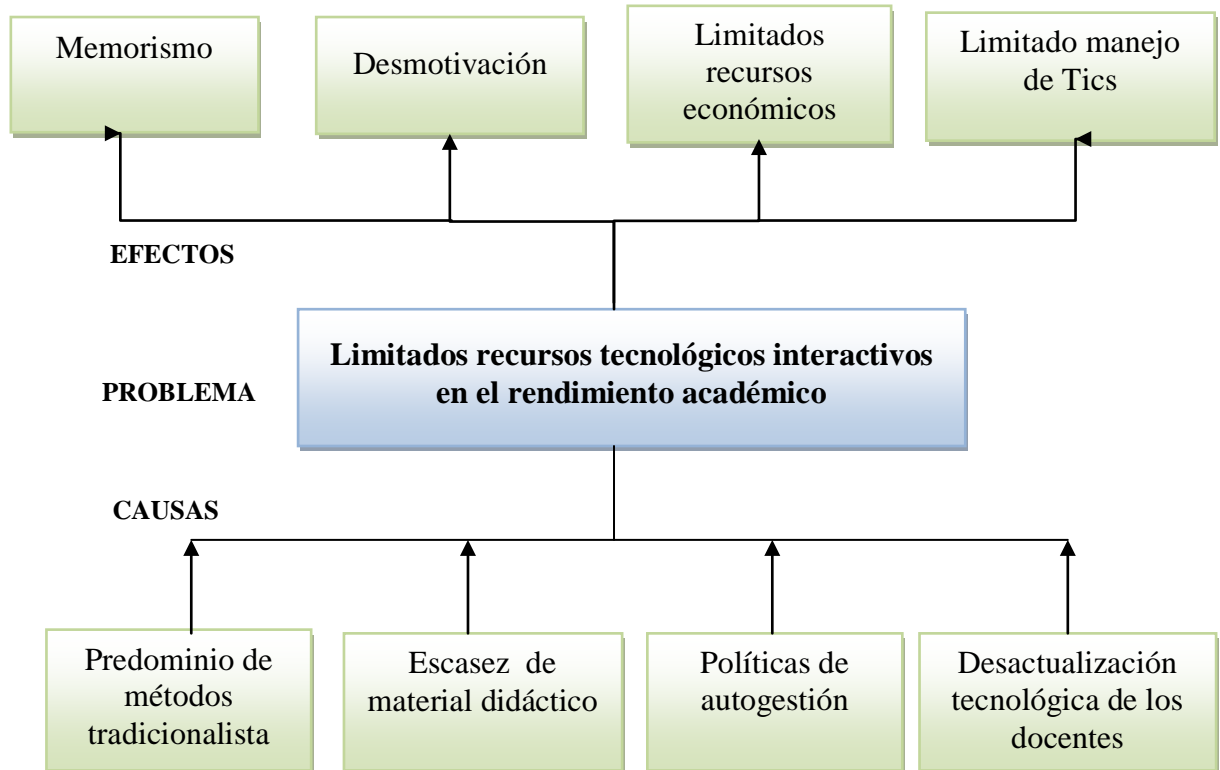 Memorismo
Desmotivación
Limitados
recursos
económicos
Limitado manejo
de Tics
EFECTOS
PROBLEMA
Limitados recursos tecnológicos interactivos
en el rendimiento académico
CAUSAS
Predominio de
métodos
tradicionalista
Escasez  de
material didáctico
Políticas de
autogestión
Desactualización
tecnológica de los
docentes